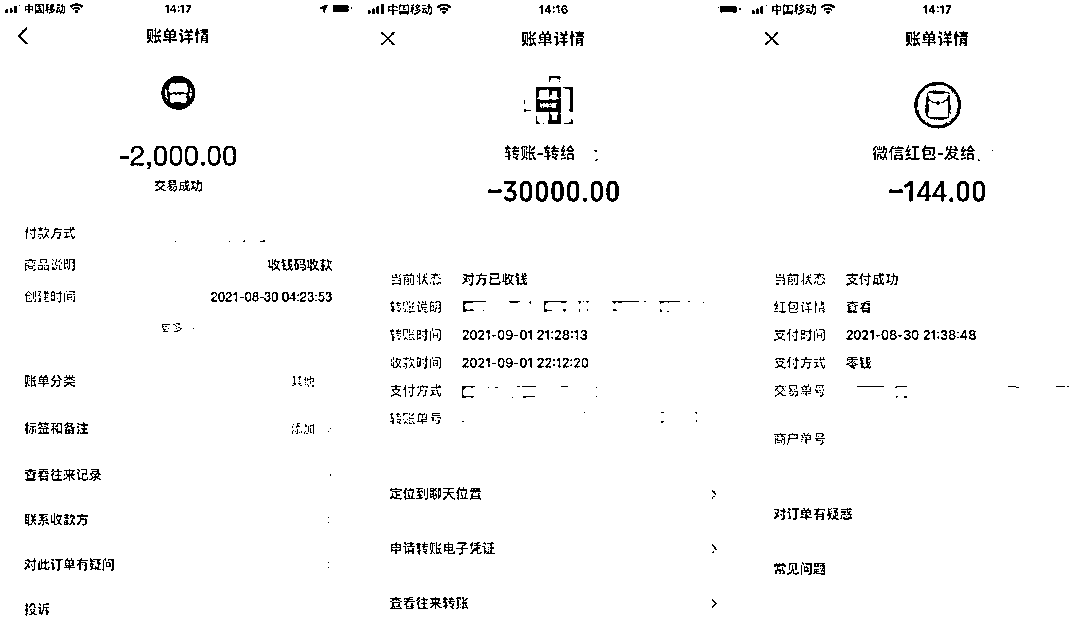 中国移动 14:17
账单详情
-2,000.00
交易成功
付款方式
商品说明 收钱码收款
创建时间 2021-08-30 04:23:53
更多
账单分类 其他
标签和备注 添加
查看往来记录
联系收款方
对此订单有疑问
投诉
中国移动 14:16
账单详情
转账-转给
-30000.00
当前状态 对方已收钱
转账说明
转账时间 2021-09-01 21:28:13
收款时间 2021-09-01 22:12:20
支付方式
转账单号
定位到聊天位置
申请转账电子凭证
查看往来转账
中国移动 14:17
账单详情
微信红包-发给
-144.00
当前状态 支付成功
红包详情 查看
支付时间 2021-08-30 21:38:48
支付方式 零钱
交易单号
商户单号
对订单有疑惑
常见问题